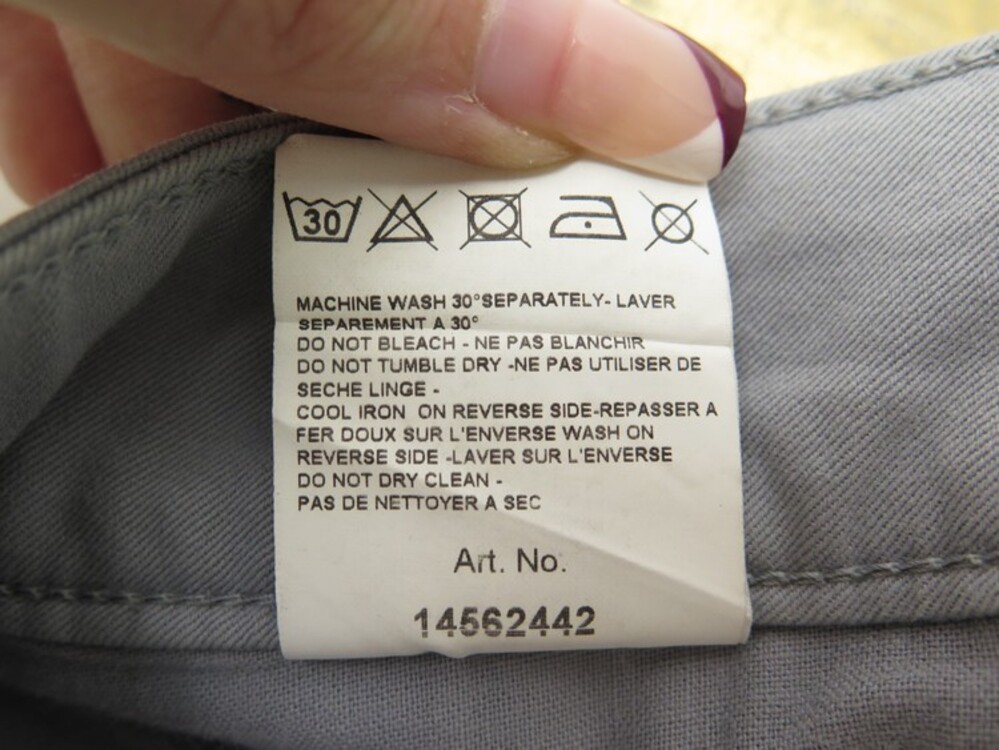 30
MACHINE WASH 30°SEPARATELY- LAVER
SEPAREMENT A 30°
DO NOT BLEACH - NE PAS BLANCHIR
DO NOT TUMBLE DRY -NE PAS UTILISER DE
SECHE LINGE -
COOL IRON ON REVERSE SIDE-REPASSER A
FER DOUX SUR L'ENVERSE WASH ON
REVERSE SIDE -LAVER SUR L'ENVERSE
DO NOT DRY CLEAN -
PAS DE NETTOYER A SEC
Art. No.
14562442